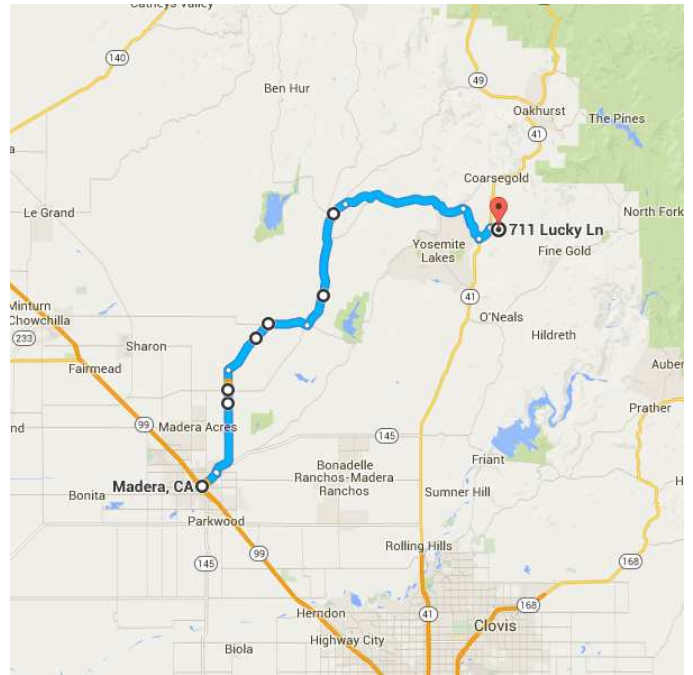 Catheys Valley
140
49
Ben Hur
Oakhurst
The Pines
41
Coarsegold
Le Grand
North Fork
711 Lucky Ln
Yosemite
Lakes
Fine Gold
41
Minturn
Chowchilla
O'Neals
233
Sharon
Hildreth
Fairmead
Auber
Prather
99
Madera Acres
145
Friant
Bonadelle
Ranchos-Madera
Ranchos
Madera, CA
Bonita
Sumner Hill
Parkwood
Rolling Hills
99
145
168
168
Herndon
41
Clovis
Highway City
Biola